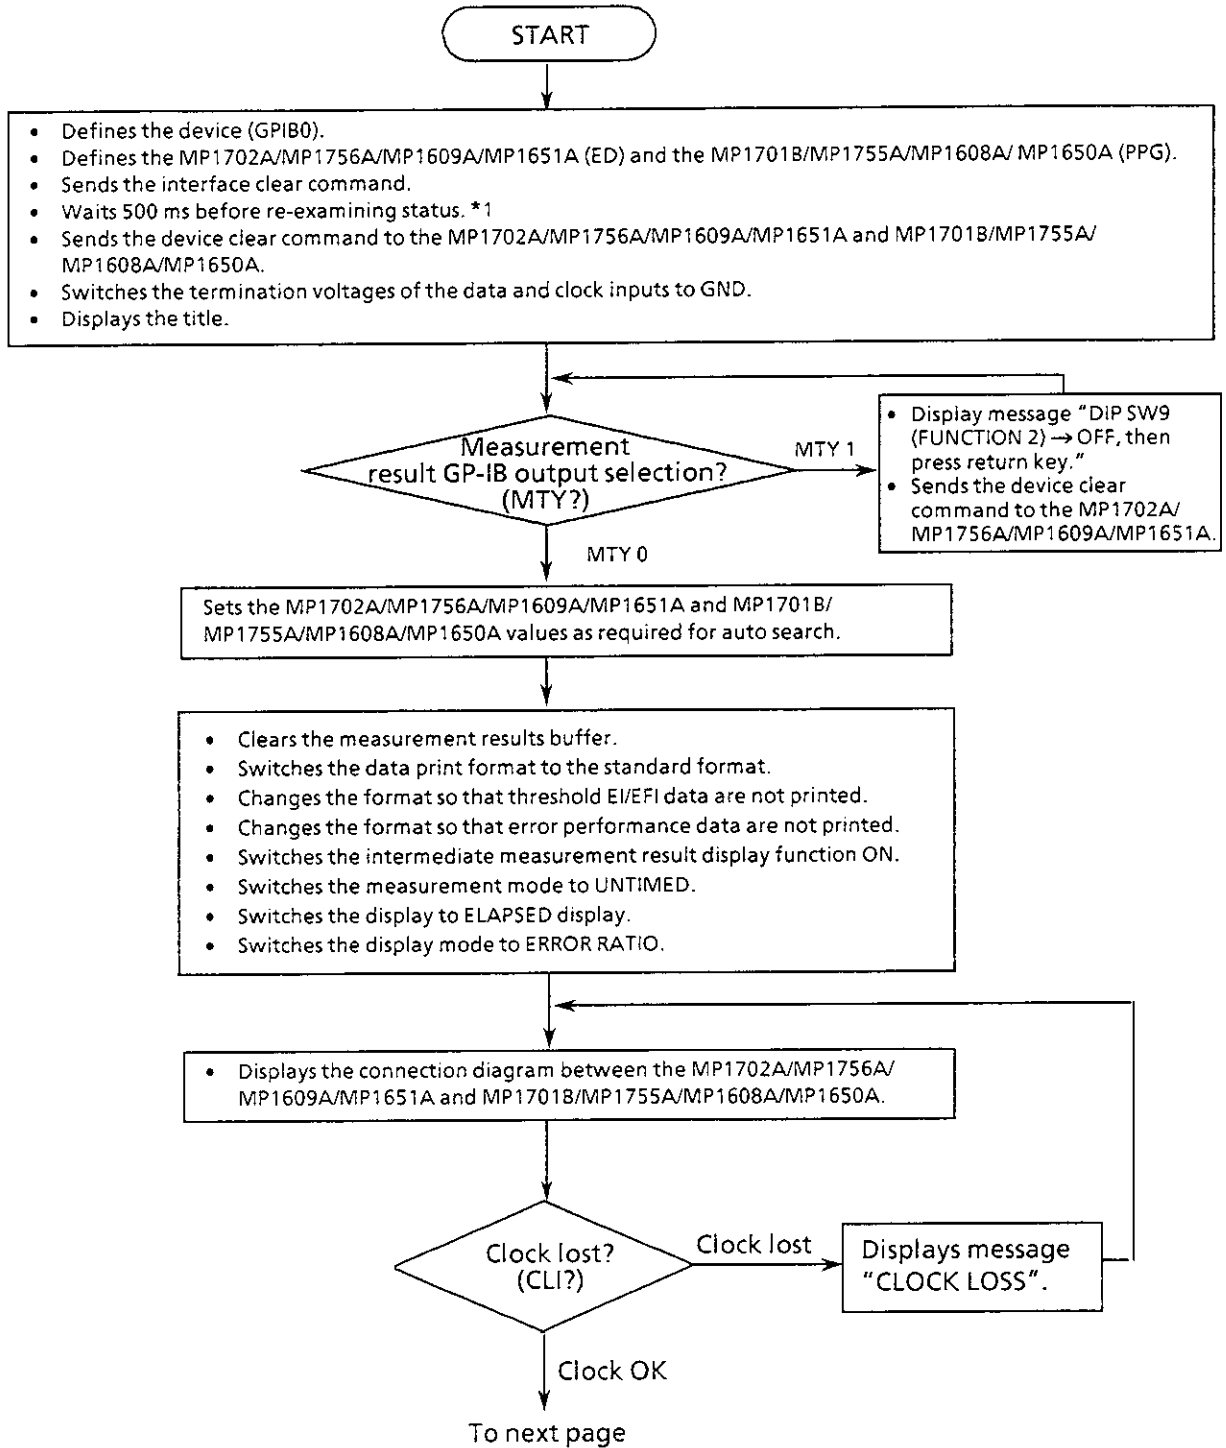 START
• Defines the device (GPIB0).
• Defines the MP1702A/MP1756A/MP1609A/MP1651A (ED) and the MP1701B/MP1755A/MP1608A/ MP1650A (PPG).
• Sends the interface clear command.
• Waits 500 ms before re-examining status. *1
• Sends the device clear command to the MP1702A/MP1756A/MP1609A/MP1651A and MP1701B/MP1755A/
MP1608A/MP1650A.
• Switches the termination voltages of the data and clock inputs to GND.
• Displays the title.
Measurement
result GP-IB output selection?
(MTY?)
MTY 1
• Display message "DIP SW9
(FUNCTION 2) → OFF, then
press return key."
• Sends the device clear
command to the MP1702A/
MP1756A/MP1609A/MP1651A.
MTY 0
Sets the MP1702A/MP1756A/MP1609A/MP1651A and MP1701B/
MP1755A/MP1608A/MP1650A values as required for auto search.
• Clears the measurement results buffer.
• Switches the data print format to the standard format.
• Changes the format so that threshold EI/EFI data are not printed.
• Changes the format so that error performance data are not printed.
• Switches the intermediate measurement result display function ON.
• Switches the measurement mode to UNTIMED.
• Switches the display to ELAPSED display.
• Switches the display mode to ERROR RATIO.
• Displays the connection diagram between the MP1702A/MP1756A/
MP1609A/MP1651A and MP1701B/MP1755A/MP1608A/MP1650A.
Clock lost?
(CLI?)
Clock lost
Displays message
"CLOCK LOSS".
Clock OK
To next page